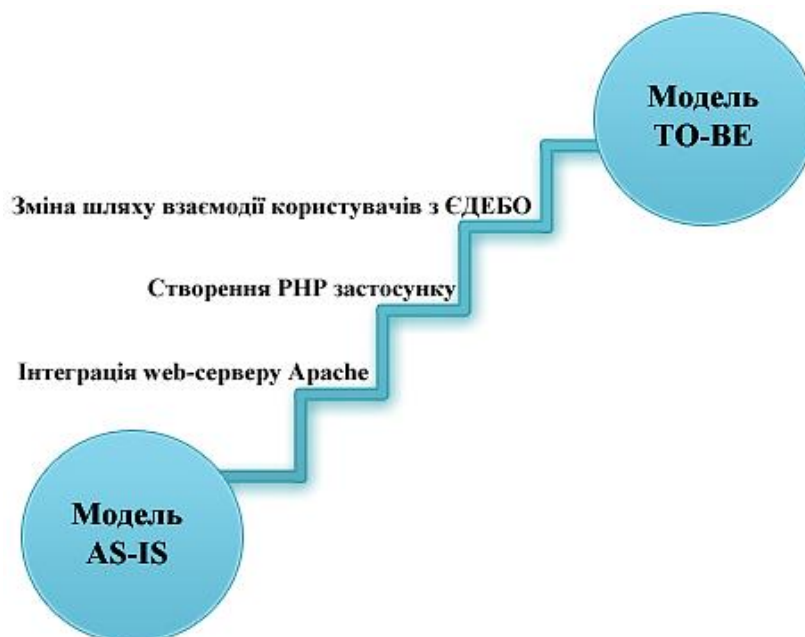 Модель
TO-BE
Зміна шляху взаємодії користувачів з ЄДЕБО
Створення PHP застосунку
Інтеграція web-серверу Apache
Модель
AS-IS